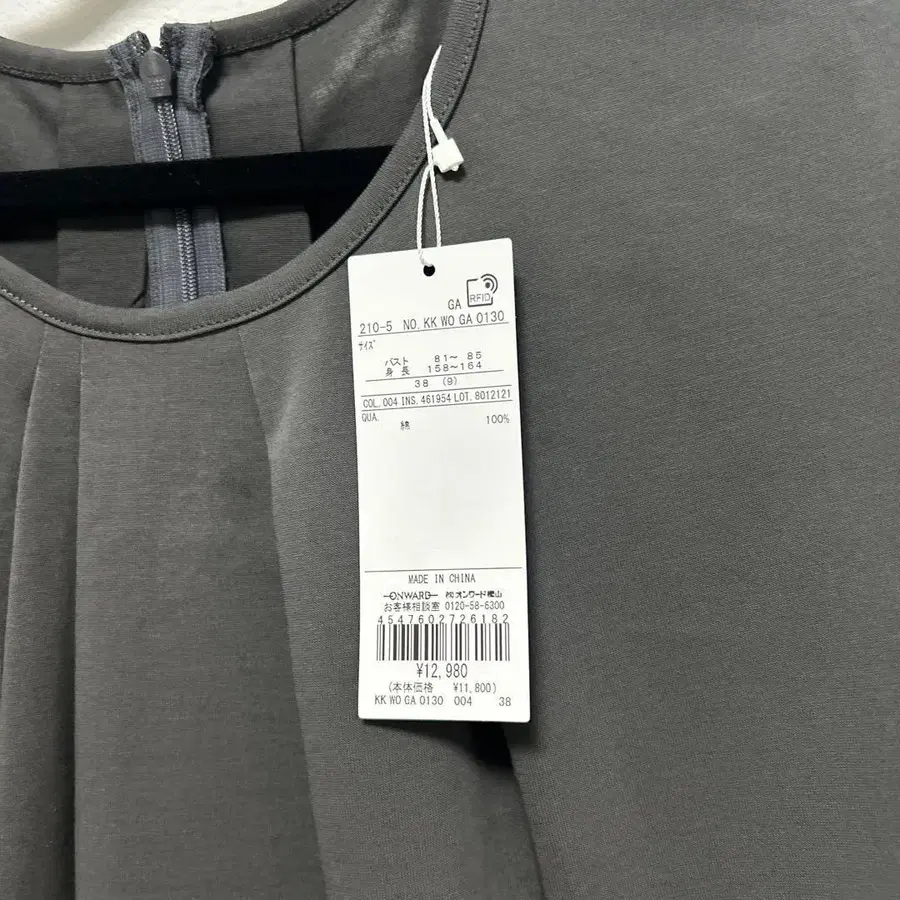 GA RFID
210-5 NO. KK WO GA 0130
サイズ
バスト 81～ 85
身長 158～164
38 (9)
COL. 004 INS. 461954 LOT. 8012121
QUA.
綿 100%
MADE IN CHINA
ONWARD ㈱オンワード樫山
お客様相談室 0120-58-6300
4547602726182
¥12,980
(本体価格 ¥11,800)
KK WO GA 0130 004 38